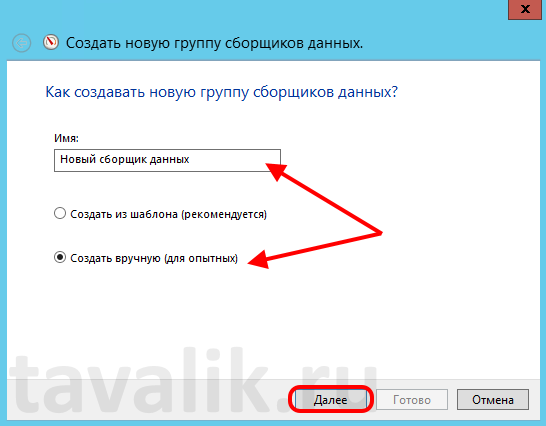 x
Создать новую группу сборщиков данных.
Как создавать новую группу сборщиков данных?
Имя:
Новый сборщик данных
Создать из шаблона (рекомендуется)
Создать вручную (для опытных)
tavalik.ru
Далее Готово Отмена